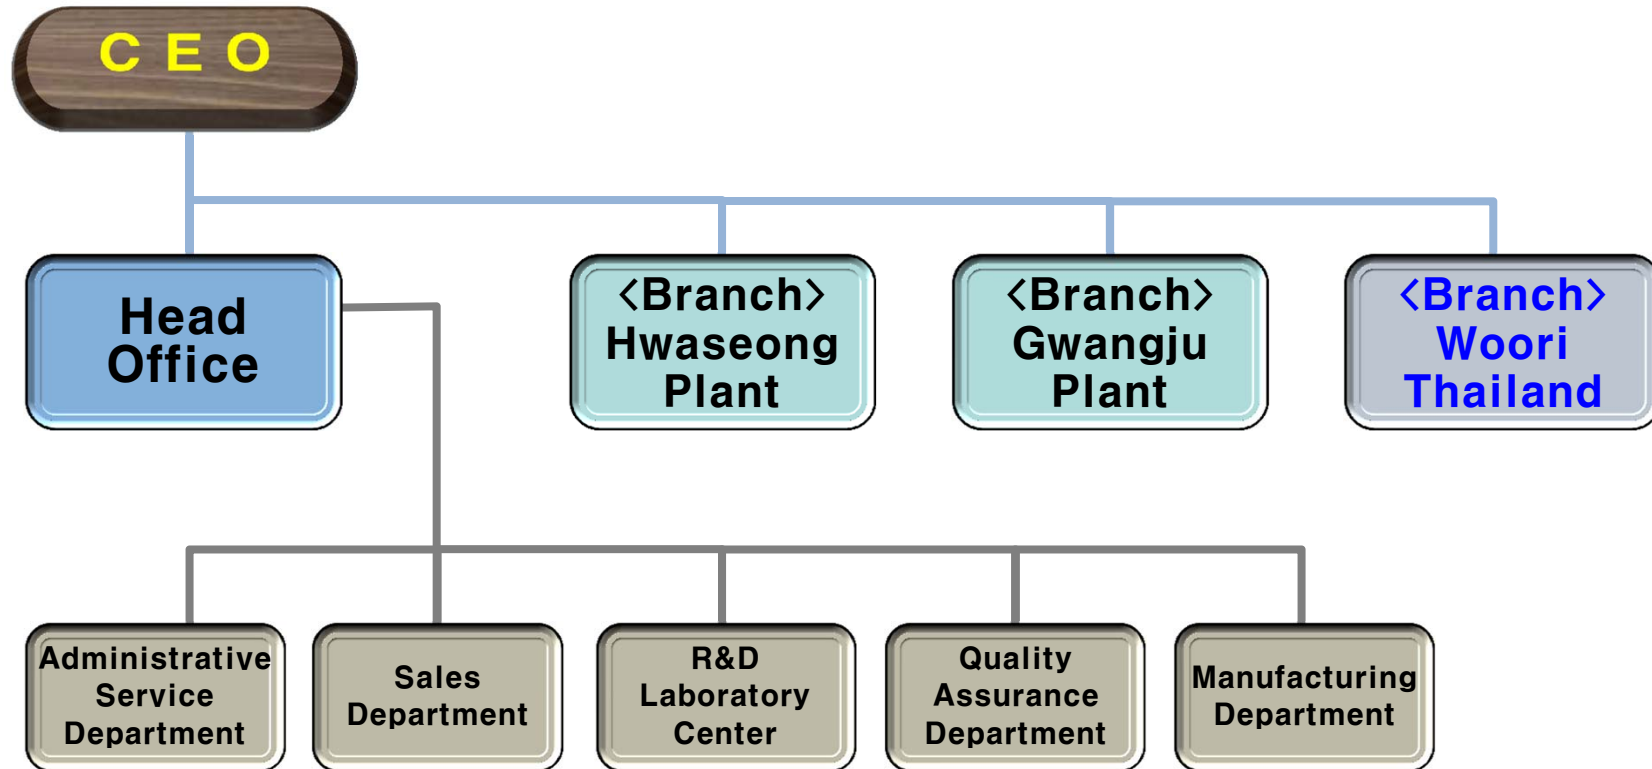 C E O
Head
Office
<Branch>
Hwaseong
Plant
<Branch>
Gwangju
Plant
<Branch>
Woori
Thailand
Administrative
Service
Department
Sales
Department
R&D
Laboratory
Center
Quality
Assurance
Department
Manufacturing
Department